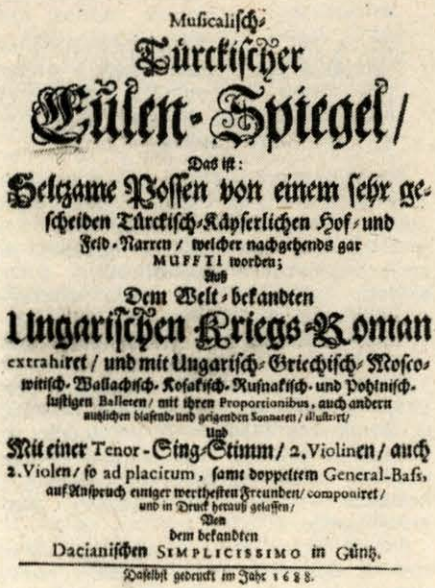 Musicalisch-
Türckischer
Eülen-Spiegel/
Das ist:
Seltzame Possen von einem sehr ge-
scheiden Türckisch-Käyserlichen Hof- und
Feld-Narren / welcher nachgehends gar
MUFFTI worden;
Auß
Dem Welt-bekandten
Ungarischen Kriegs-Roman
extrahiret / und mit Ungarisch-Griechisch-Mosco-
witisch-Wallachisch-Kosakisch-Rusnakisch- und Pohlnisch-
lustigen Balleten / mit ihren Proportionibus, auch andern
nutzlichen blasend- und geigenden Sonnaten / illustrirt /
Und
Mit einer Tenor-Sing-Stimm / 2. Violinen / auch
2. Violen / so ad placitum, samt doppeltem General-Bass,
auf Anspruch einiger werthesten Freunden / componiret /
und in Druck herauß gelassen /
Von
dem bekandten
Dacianischen SIMPLICISSIMO in Güntz.
Daselbst gedruckt im Jahr 1688.